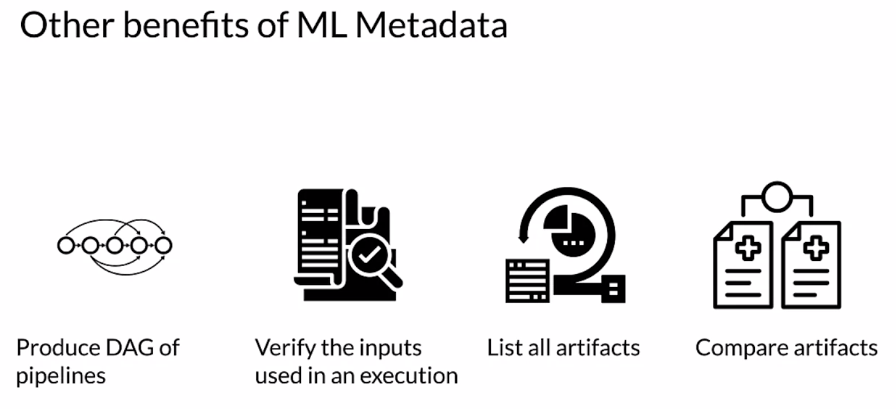 Other benefits of ML Metadata
Produce DAG of
pipelines
Verify the inputs
used in an execution
List all artifacts
Compare artifacts